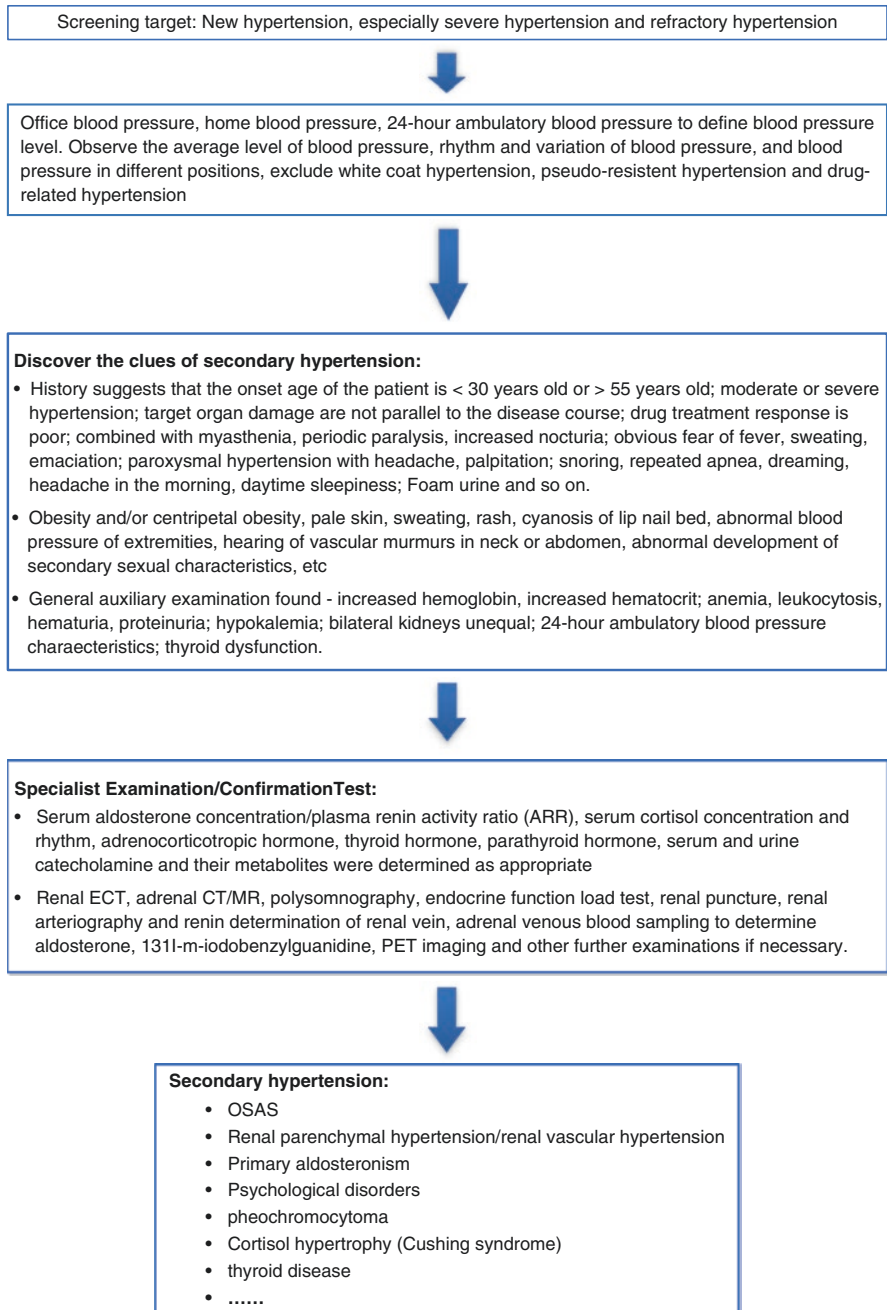 Screening target: New hypertension, especially severe hypertension and refractory hypertension
Office blood pressure, home blood pressure, 24-hour ambulatory blood pressure to define blood pressure
level. Observe the average level of blood pressure, rhythm and variation of blood pressure, and blood
pressure in different positions, exclude white coat hypertension, pseudo-resistent hypertension and drug-
related hypertension
Discover the clues of secondary hypertension:
• History suggests that the onset age of the patient is < 30 years old or > 55 years old; moderate or severe
hypertension; target organ damage are not parallel to the disease course; drug treatment response is
poor; combined with myasthenia, periodic paralysis, increased nocturia; obvious fear of fever, sweating,
emaciation; paroxysmal hypertension with headache, palpitation; snoring, repeated apnea, dreaming,
headache in the morning, daytime sleepiness; Foam urine and so on.
• Obesity and/or centripetal obesity, pale skin, sweating, rash, cyanosis of lip nail bed, abnormal blood
pressure of extremities, hearing of vascular murmurs in neck or abdomen, abnormal development of
secondary sexual characteristics, etc
• General auxiliary examination found - increased hemoglobin, increased hematocrit; anemia, leukocytosis,
hematuria, proteinuria; hypokalemia; bilateral kidneys unequal; 24-hour ambulatory blood pressure
charaecteristics; thyroid dysfunction.
Specialist Examination/ConfirmationTest:
• Serum aldosterone concentration/plasma renin activity ratio (ARR), serum cortisol concentration and
rhythm, adrenocorticotropic hormone, thyroid hormone, parathyroid hormone, serum and urine
catecholamine and their metabolites were determined as appropriate
• Renal ECT, adrenal CT/MR, polysomnography, endocrine function load test, renal puncture, renal
arteriography and renin determination of renal vein, adrenal venous blood sampling to determine
aldosterone, 131I-m-iodobenzylguanidine, PET imaging and other further examinations if necessary.
Secondary hypertension:
• OSAS
• Renal parenchymal hypertension/renal vascular hypertension
• Primary aldosteronism
• Psychological disorders
• pheochromocytoma
• Cortisol hypertrophy (Cushing syndrome)
• thyroid disease
• ......